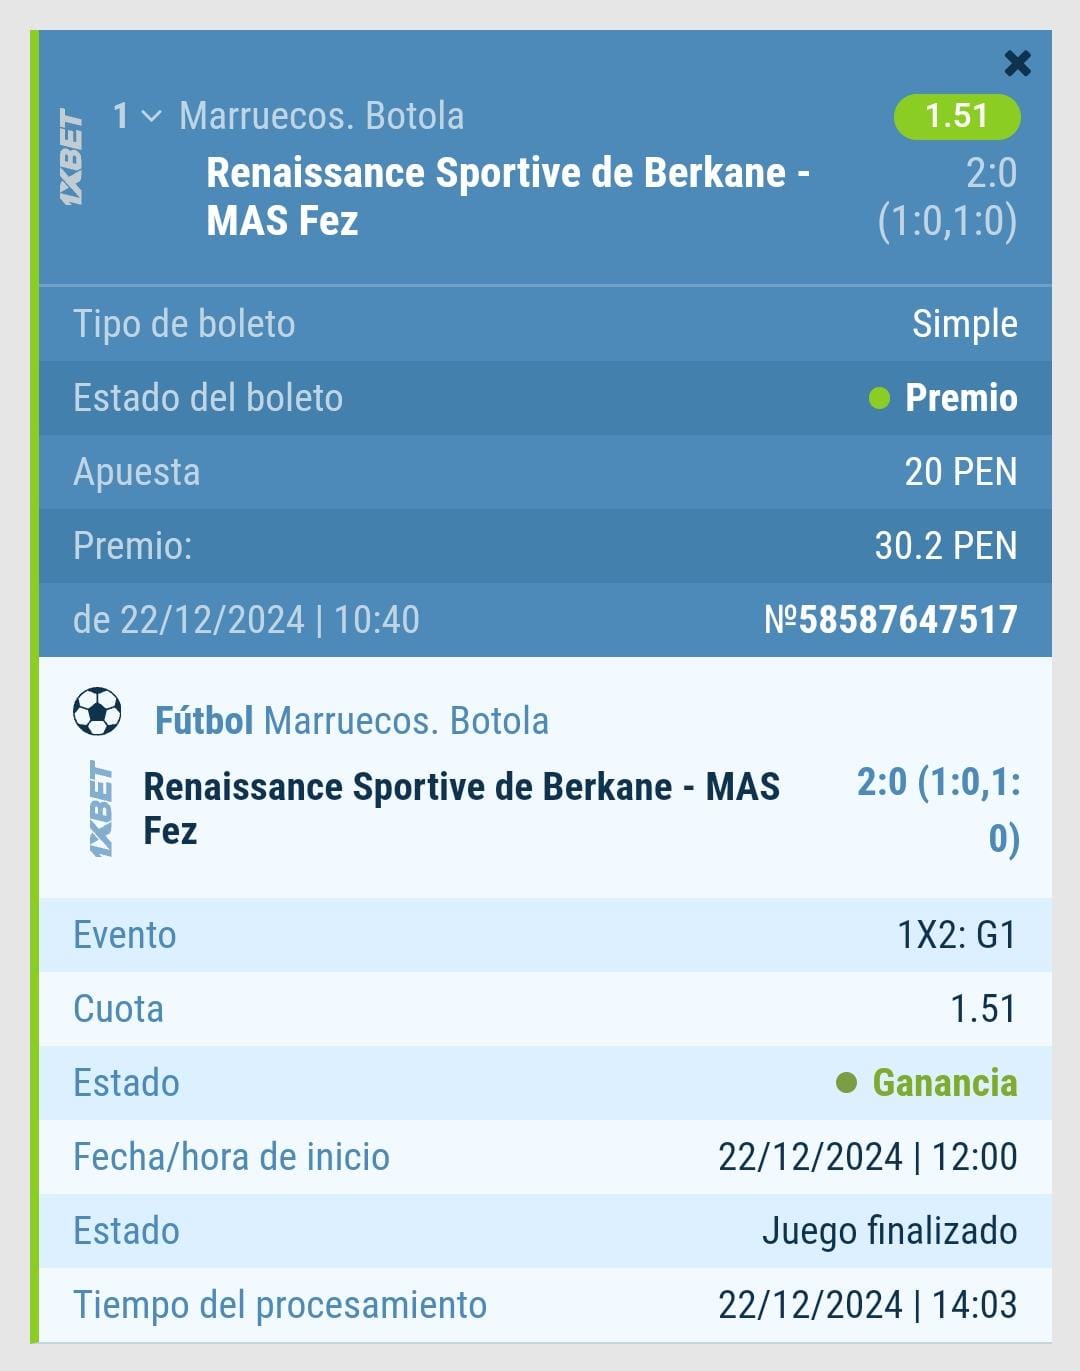 1XBET
1 Marruecos. Botola 1.51
Renaissance Sportive de Berkane - 2:0
MAS Fez (1:0,1:0)
Tipo de boleto Simple
Estado del boleto Premio
Apuesta 20 PEN
Premio: 30.2 PEN
de 22/12/2024 | 10:40 №58587647517
Fútbol Marruecos. Botola
1XBET
Renaissance Sportive de Berkane - MAS 2:0 (1:0,1:
Fez 0)
Evento 1X2: G1
Cuota 1.51
Estado Ganancia
Fecha/hora de inicio 22/12/2024 | 12:00
Estado Juego finalizado
Tiempo del procesamiento 22/12/2024 | 14:03